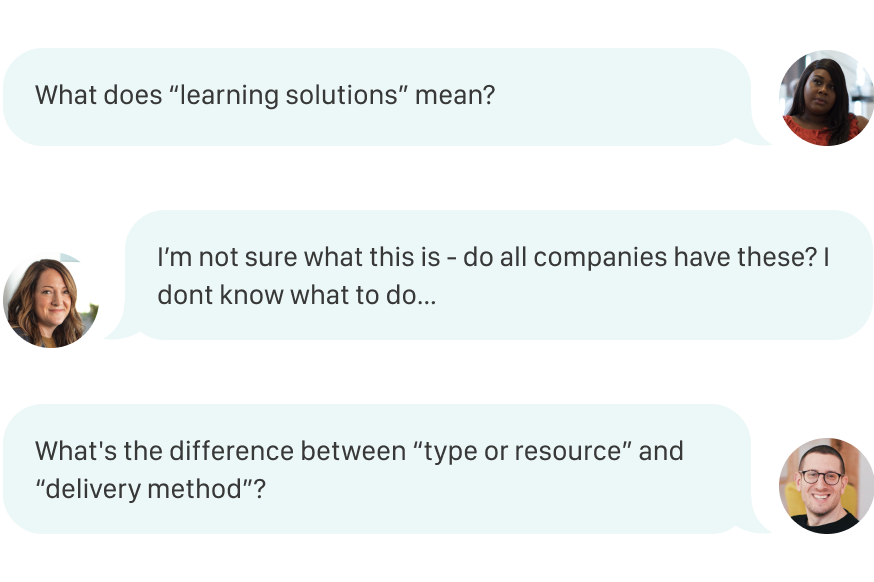 What does “learning solutions” mean?
I’m not sure what this is - do all companies have these? I
dont know what to do...
What's the difference between “type or resource” and
“delivery method”?